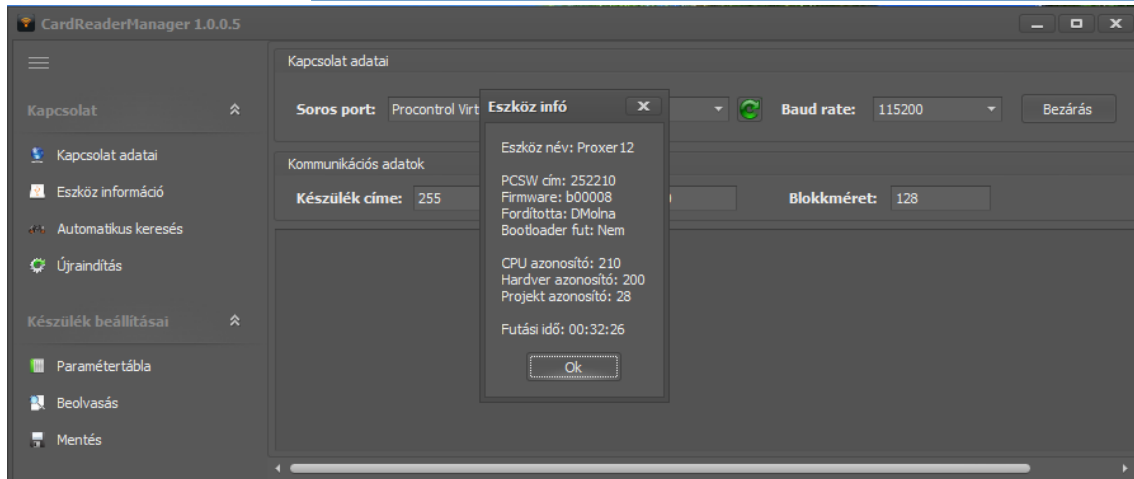 CardReaderManager 1.0.0.5
Kapcsolat
Kapcsolat adatai
Eszköz információ
Automatikus keresés
Újraindítás
Készülék beállításai
Paramétertábla
Beolvasás
Mentés
Kapcsolat adatai
Soros port: Procontrol Virt
Baud rate: 115200
Bezárás
Kommunikációs adatok
Készülék címe: 255
Blokkméret: 128
Eszköz infó
Eszköz név: Proxer12
PCSW cím: 252210
Firmware: b00008
Fordította: DMolna
Bootloader fut: Nem
CPU azonosító: 210
Hardver azonosító: 200
Projekt azonosító: 28
Futási idő: 00:32:26
Ok